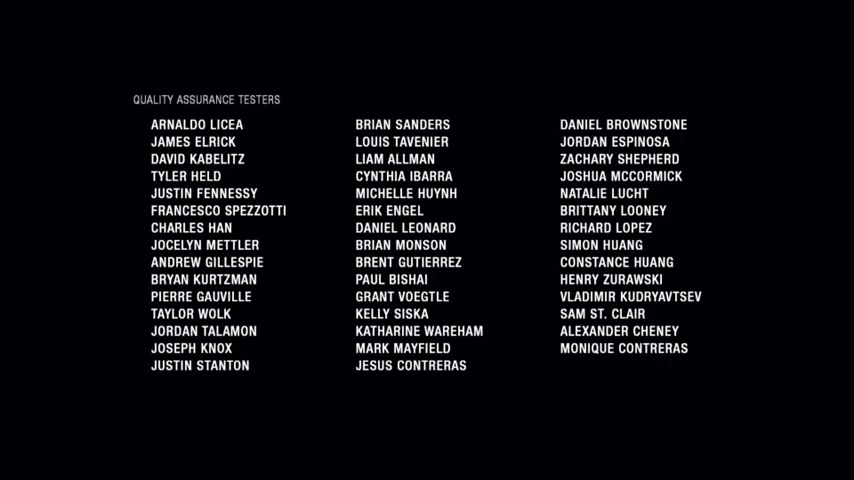 QUALITY ASSURANCE TESTERS
ARNALDO LICEA
JAMES ELRICK
DAVID KABELITZ
TYLER HELD
JUSTIN FENNESSY
FRANCESCO SPEZZOTTI
CHARLES HAN
JOCELYN METTLER
ANDREW GILLESPIE
BRYAN KURTZMAN
PIERRE GAUVILLE
TAYLOR WOLK
JORDAN TALAMON
JOSEPH KNOX
JUSTIN STANTON
BRIAN SANDERS
LOUIS TAVENIER
LIAM ALLMAN
CYNTHIA IBARRA
MICHELLE HUYNH
ERIK ENGEL
DANIEL LEONARD
BRIAN MONSON
BRENT GUTIERREZ
PAUL BISHAI
GRANT VOEGTLE
KELLY SISKA
KATHARINE WAREHAM
MARK MAYFIELD
JESUS CONTRERAS
DANIEL BROWNSTONE
JORDAN ESPINOSA
ZACHARY SHEPHERD
JOSHUA MCCORMICK
NATALIE LUCHT
BRITTANY LOONEY
RICHARD LOPEZ
SIMON HUANG
CONSTANCE HUANG
HENRY ZURAWSKI
VLADIMIR KUDRYAVTSEV
SAM ST. CLAIR
ALEXANDER CHENEY
MONIQUE CONTRERAS